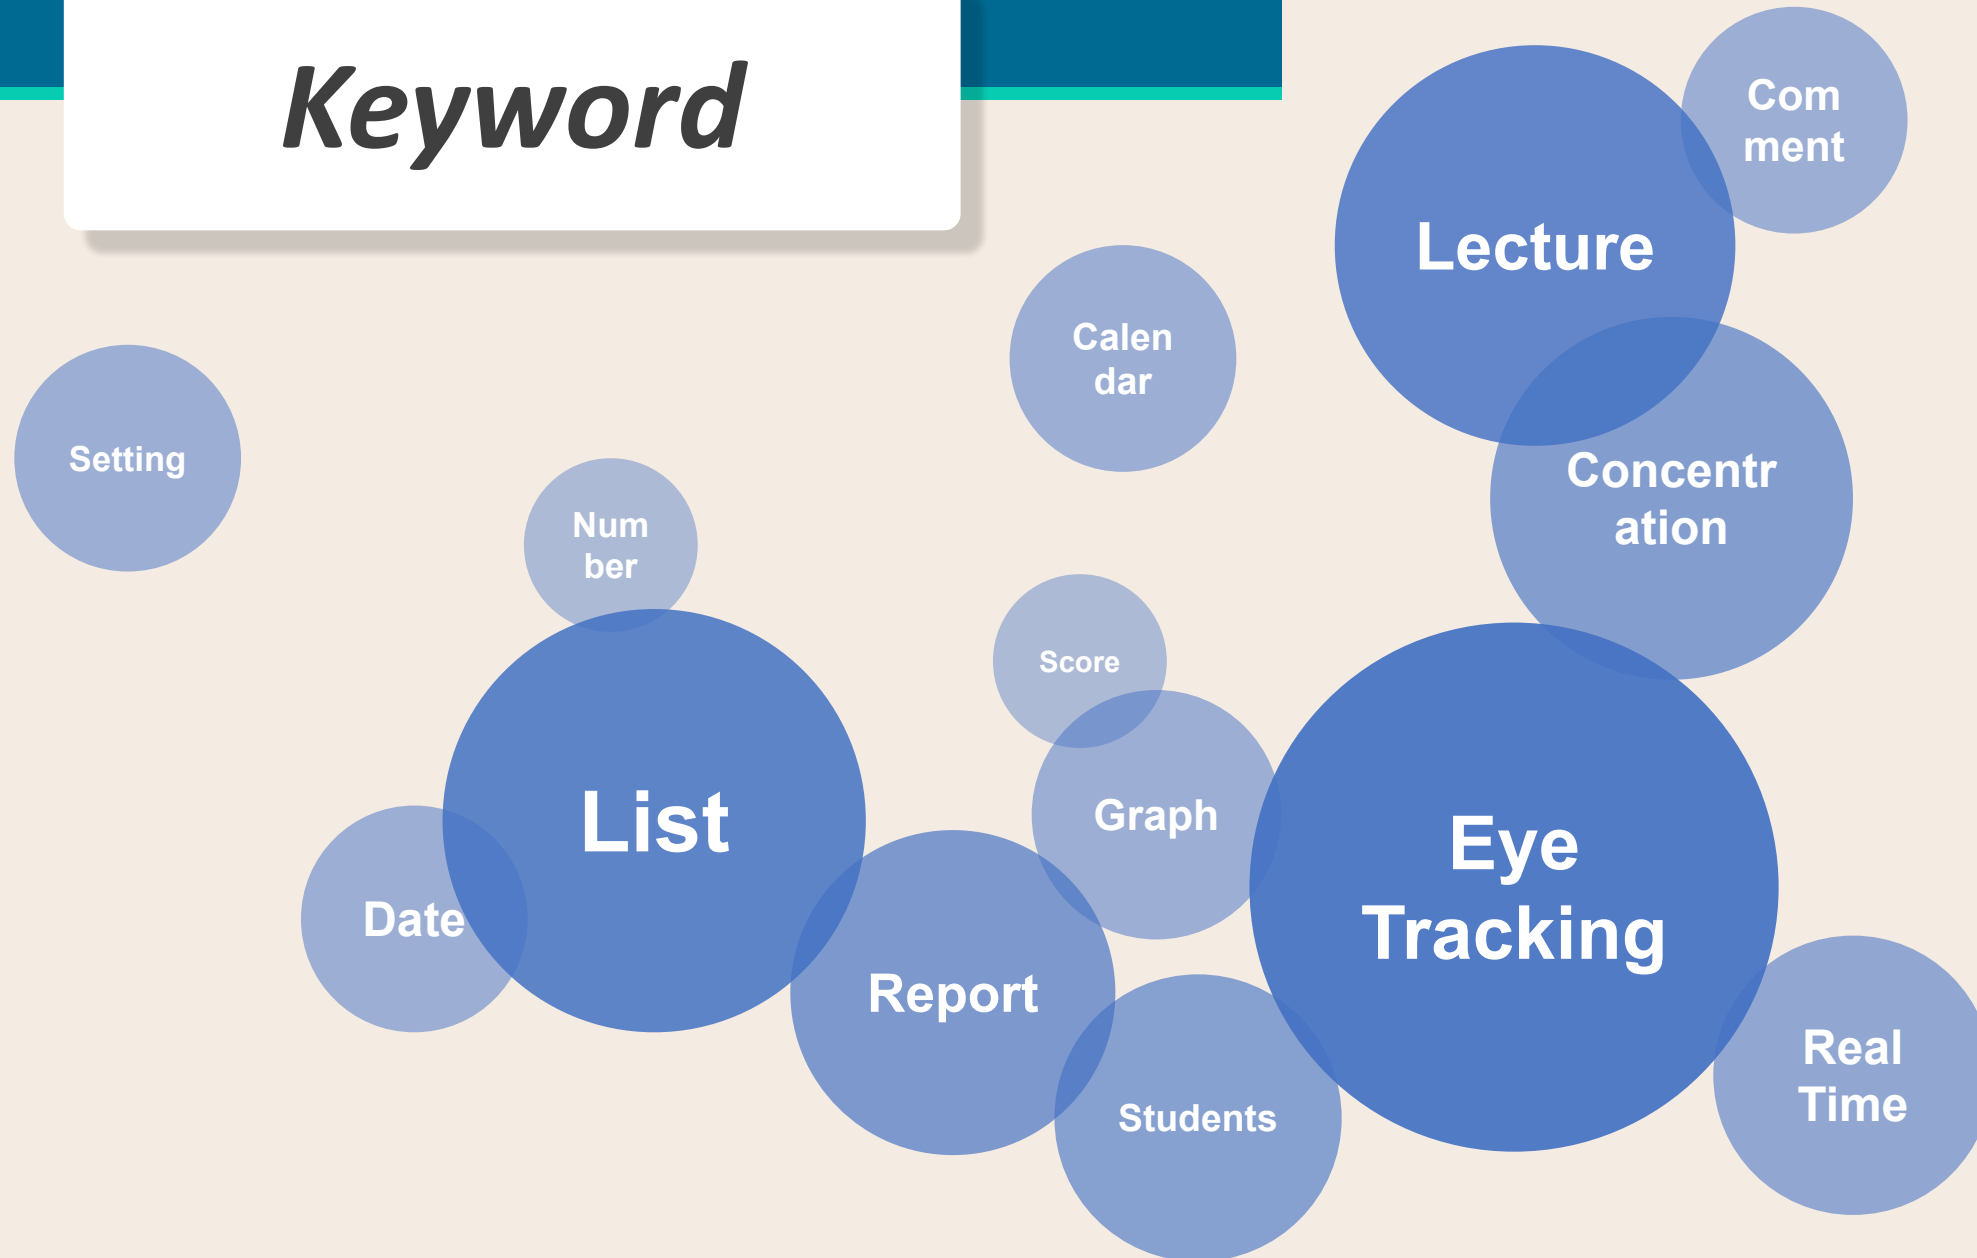 Keyword
Com
ment
Lecture
Calen
dar
Setting
Concentr
ation
Num
ber
Score
List
Graph
Eye
Tracking
Date
Report
Students
Real
Time